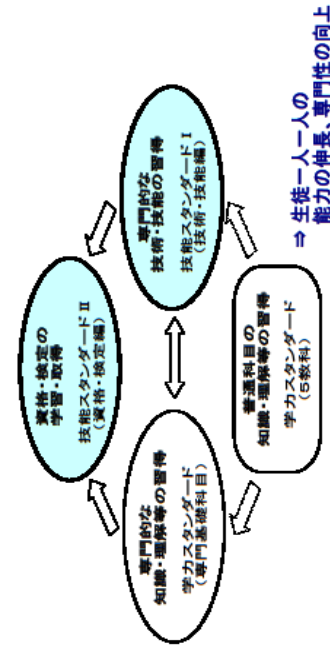 資格・検定の
学習・取得
技能スタンダードⅡ
（資格・検定編）
専門的な
知識・理解等の習得
学力スタンダード
（専門基礎科目）
専門的な
技術・技能の習得
技能スタンダードⅠ
（技術・技能編）
普通科目の
知識・理解等の習得
学力スタンダード
（5教科）
⇒ 生徒一人一人の
能力の伸長、専門性の向上